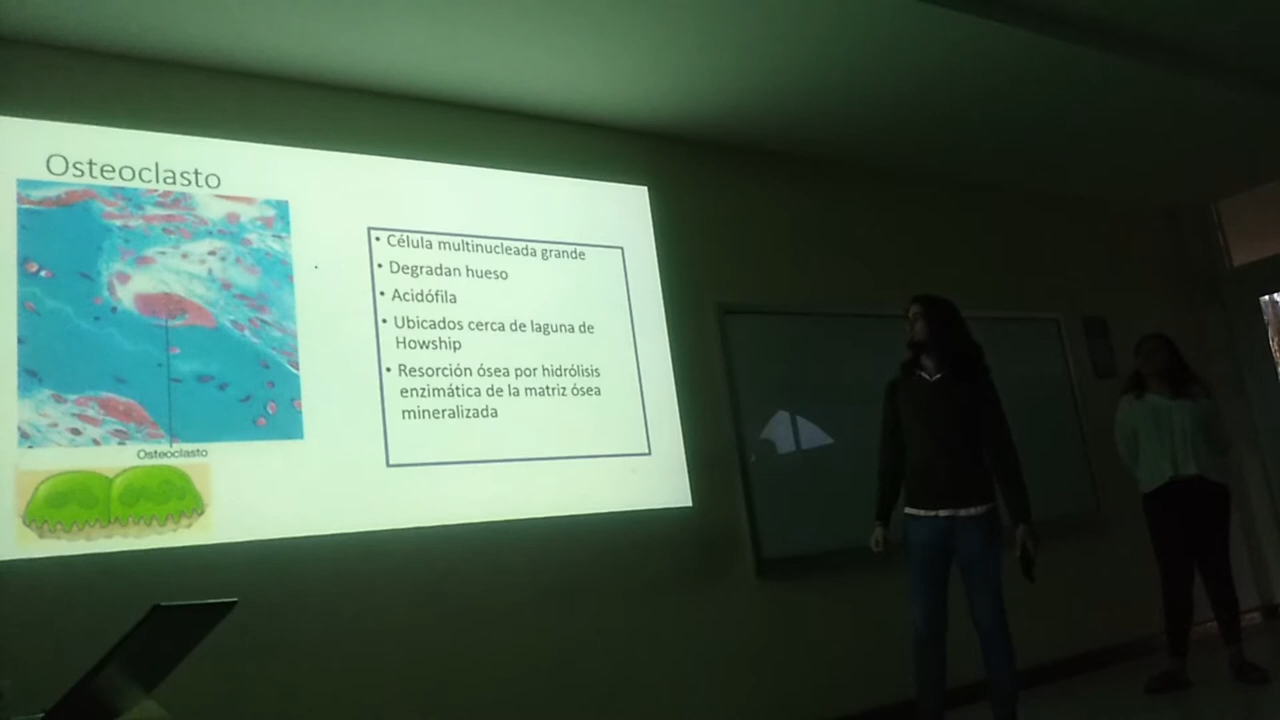 Osteoclasto
• Célula multinucleada grande
• Degradan hueso
• Acidófila
• Ubicados cerca de laguna de
Howship
• Resorción ósea por hidrólisis
enzimática de la matriz ósea
mineralizada
Osteoclasto